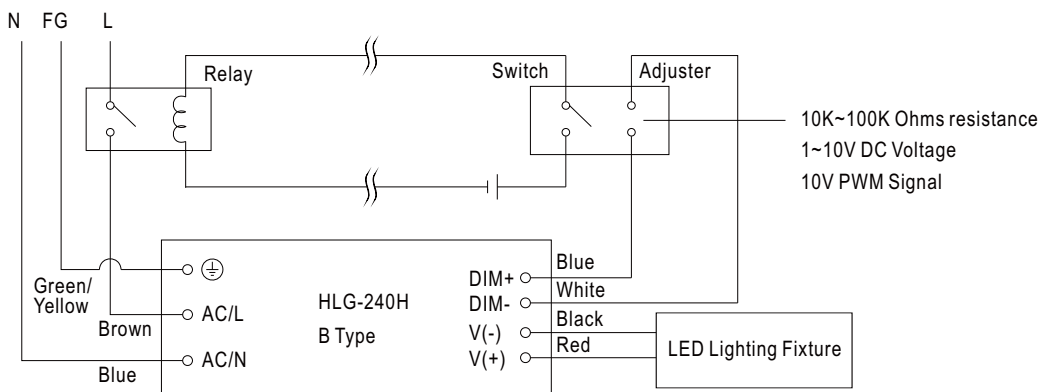 N FG L
Relay
Switch
Adjuster
10K~100K Ohms resistance
1~10V DC Voltage
10V PWM Signal
Green/
Yellow
Brown
Blue
AC/L
AC/N
HLG-240H
B Type
DIM+
DIM-
V(-)
V(+)
Blue
White
Black
Red
LED Lighting Fixture